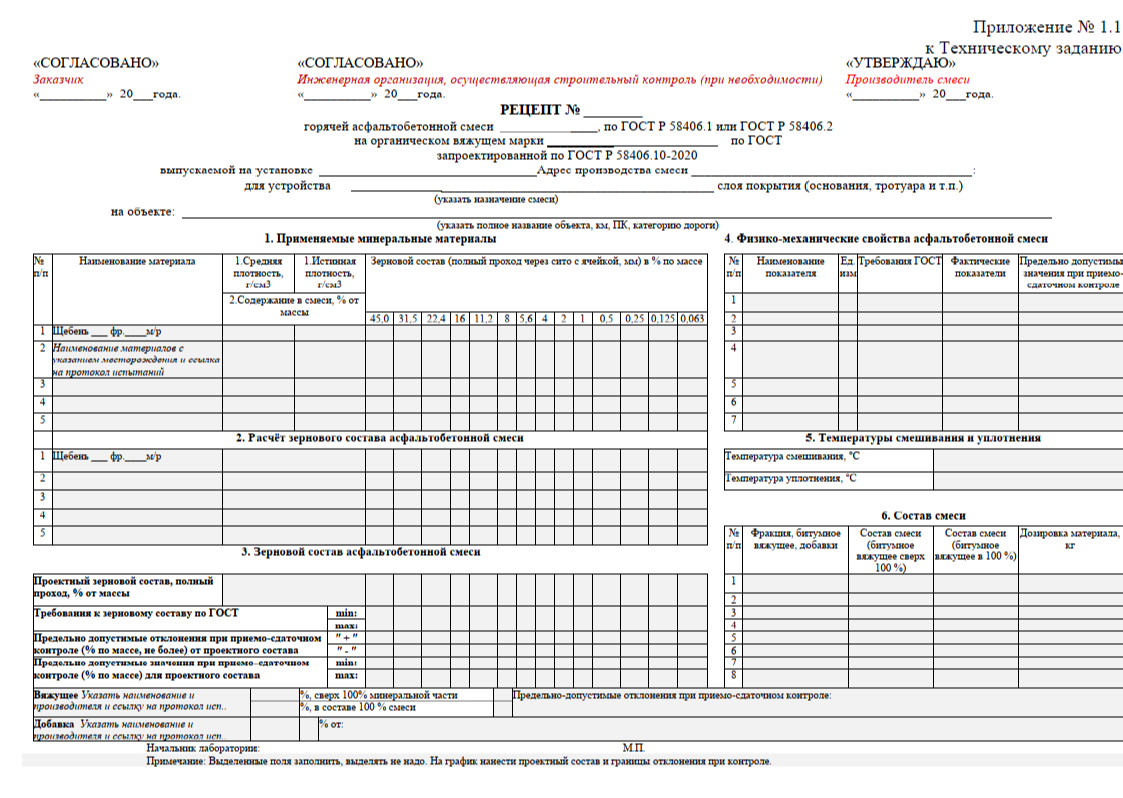 Приложение № 1.1
к Техническому заданию
«СОГЛАСОВАНО»
Заказчик
«___________» 20___года.
«СОГЛАСОВАНО»
Инженерная организация, осуществляющая строительный контроль (при необходимости)
«___________» 20___года.
«УТВЕРЖДАЮ»
Производитель смеси
«___________» 20___года.
РЕЦЕПТ № ________
горячей асфальтобетонной смеси ________________, по ГОСТ Р 58406.1 или ГОСТ Р 58406.2
на органическом вяжущем марки ____________________________ по ГОСТ
запроектированной по ГОСТ Р 58406.10-2020
выпускаемой на установке ____________________________________Адрес производства смеси ______________________________________________:
для устройства ____________________________________________________________ слоя покрытия (основания, тротуара и т.п.)
(указать назначение смеси)
на объекте: ______________________________________________________________________________
(указать полное название объекта, км, ПК, категорию дороги)
1. Применяемые минеральные материалы
№ п/п
Наименование материала
1.Средняя плотность, г/см3
1.Истинная плотность, г/см3
2.Содержание в смеси, % от массы
Зерновой состав (полный проход через сито с ячейкой, мм) в % по массе
45,0 31,5 22,4 16 11,2 8 5,6 4 2 1 0,5 0,25 0,125 0,063
1 Щебень ___ фр.____м/р
2 Наименование материалов с
указанием месторождения и ссылка
на протокол испытаний
3
4
5
2. Расчёт зернового состава асфальтобетонной смеси
1 Щебень ___ фр.____м/р
2
3
4
5
3. Зерновой состав асфальтобетонной смеси
Проектный зерновой состав, полный
проход, % от массы
Требования к зерновому составу по ГОСТ
min:
max:
Предельно допустимые отклонения при приемо-сдаточном
контроле (% по массе, не более) от проектного состава
" + "
" - "
Предельно допустимые значения при приемо-сдаточном
контроле (% по массе) для проектного состава
min:
max:
Вяжущее Указать наименование и
производителя и ссылку на протокол исп..
%, сверх 100% минеральной части
%, в составе 100 % смеси
Предельно-допустимые отклонения при приемо-сдаточном контроле:
Добавка Указать наименование и
производителя и ссылку на протокол исп..
% от:
4. Физико-механические свойства асфальтобетонной смеси
№ п/п
Наименование показателя
Ед. изм
Требования ГОСТ
Фактические показатели
Предельно допустимы
значения при приемо-
сдаточном контроле
1
2
3
4
5
6
7
5. Температуры смешивания и уплотнения
Температура смешивания, °С
Температура уплотнения, °С
6. Состав смеси
№ п/п
Фракция, битумное вяжущее, добавки
Состав смеси (битумное вяжущее сверх 100 %)
Состав смеси (битумное вяжущее в 100 %)
Дозировка материала, кг
1
2
3
4
5
6
7
8
Начальник лаборатории:
М.П.
Примечание: Выделенные поля заполнить, выделять не надо. На график нанести проектный состав и границы отклонения при контроле.